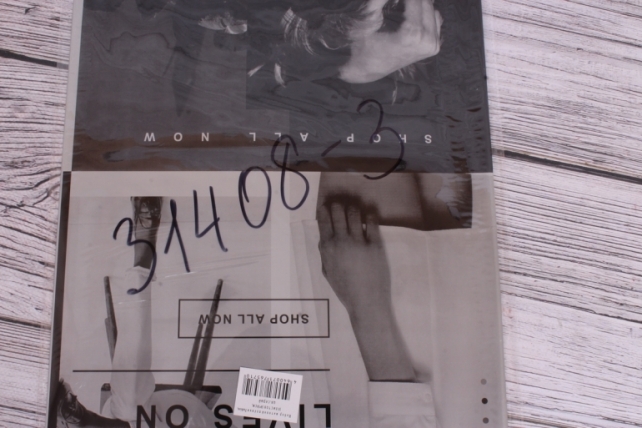 SHOP ALL NOW
31408-3
SHOP ALL NOW
LIVES ON